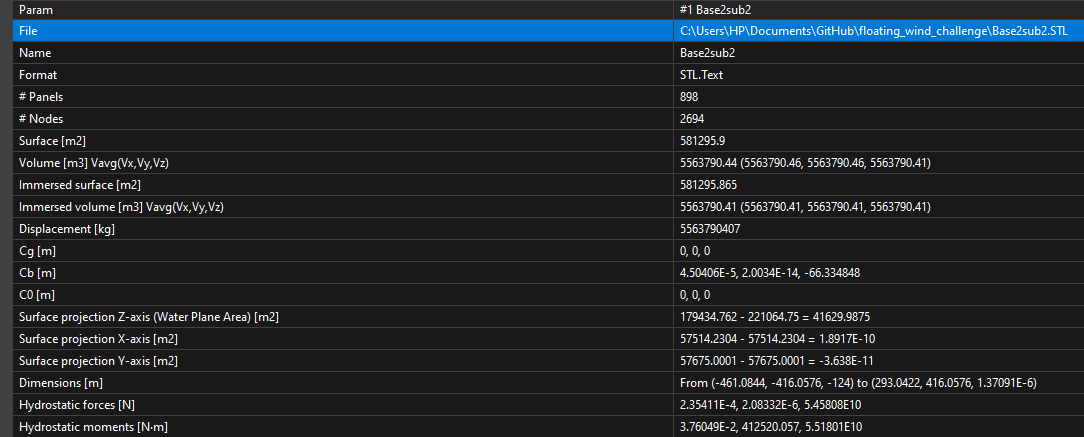 Param #1 Base2sub2
File C:\Users\HP\Documents\GitHub\floating_wind_challenge\Base2sub2.STL
Name Base2sub2
Format STL.Text
# Panels 898
# Nodes 2694
Surface [m2] 581295.9
Volume [m3] Vavg(Vx,Vy,Vz) 5563790.44 (5563790.46, 5563790.46, 5563790.41)
Immersed surface [m2] 581295.865
Immersed volume [m3] Vavg(Vx,Vy,Vz) 5563790.41 (5563790.41, 5563790.41, 5563790.41)
Displacement [kg] 5563790407
Cg [m] 0, 0, 0
Cb [m] 4.50406E-5, 2.0034E-14, -66.334848
C0 [m] 0, 0, 0
Surface projection Z-axis (Water Plane Area) [m2] 179434.762 - 221064.75 = 41629.9875
Surface projection X-axis [m2] 57514.2304 - 57514.2304 = 1.8917E-10
Surface projection Y-axis [m2] 57675.0001 - 57675.0001 = -3.638E-11
Dimensions [m] From (-461.0844, -416.0576, -124) to (293.0422, 416.0576, 1.37091E-6)
Hydrostatic forces [N] 2.35411E-4, 2.08332E-6, 5.45808E10
Hydrostatic moments [N·m] 3.76049E-2, 412520.057, 5.51801E10